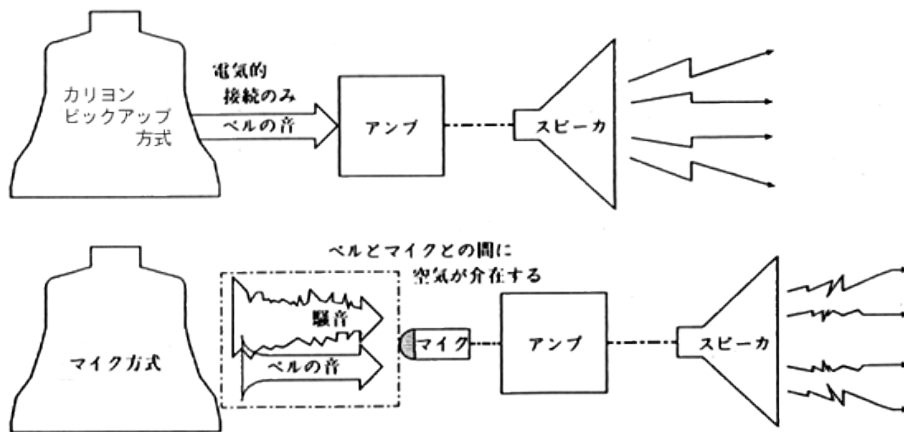 カリヨン
ピックアップ
方式
電気的
接続のみ
ベルの音
アンプ
スピーカ
ベルとマイクとの間に
空気が介在する
マイク方式
騒音
ベルの音
マイク
アンプ
スピーカ